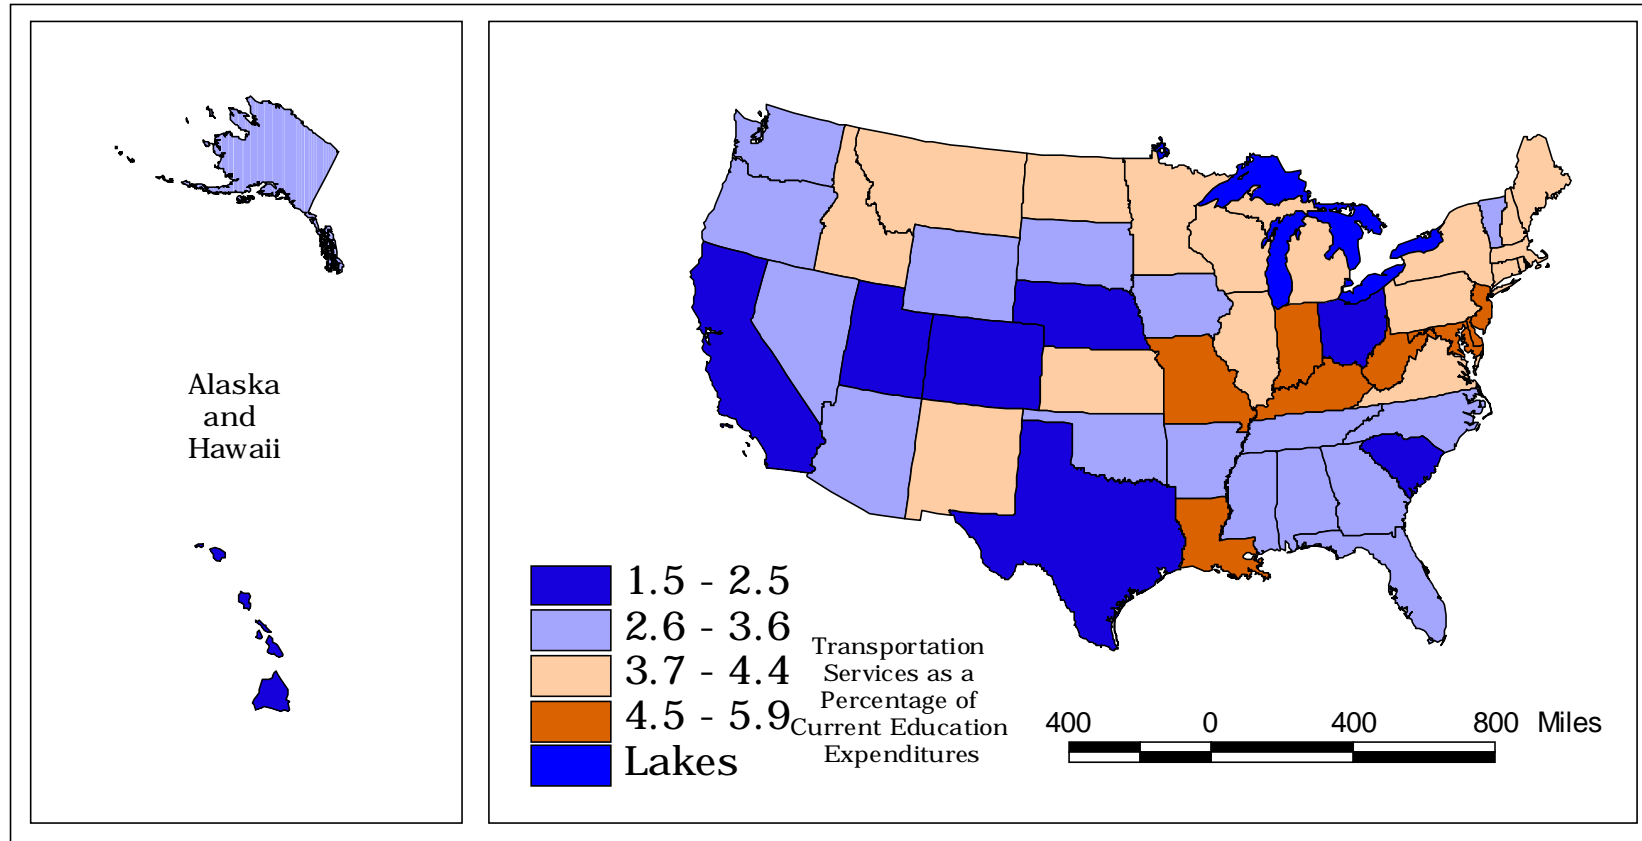 Alaska
and
Hawaii
1.5 - 2.5
2.6 - 3.6
3.7 - 4.4
4.5 - 5.9
Lakes
Transportation
Services as a
Percentage of
Current Education
Expenditures
400 0 400 800 Miles